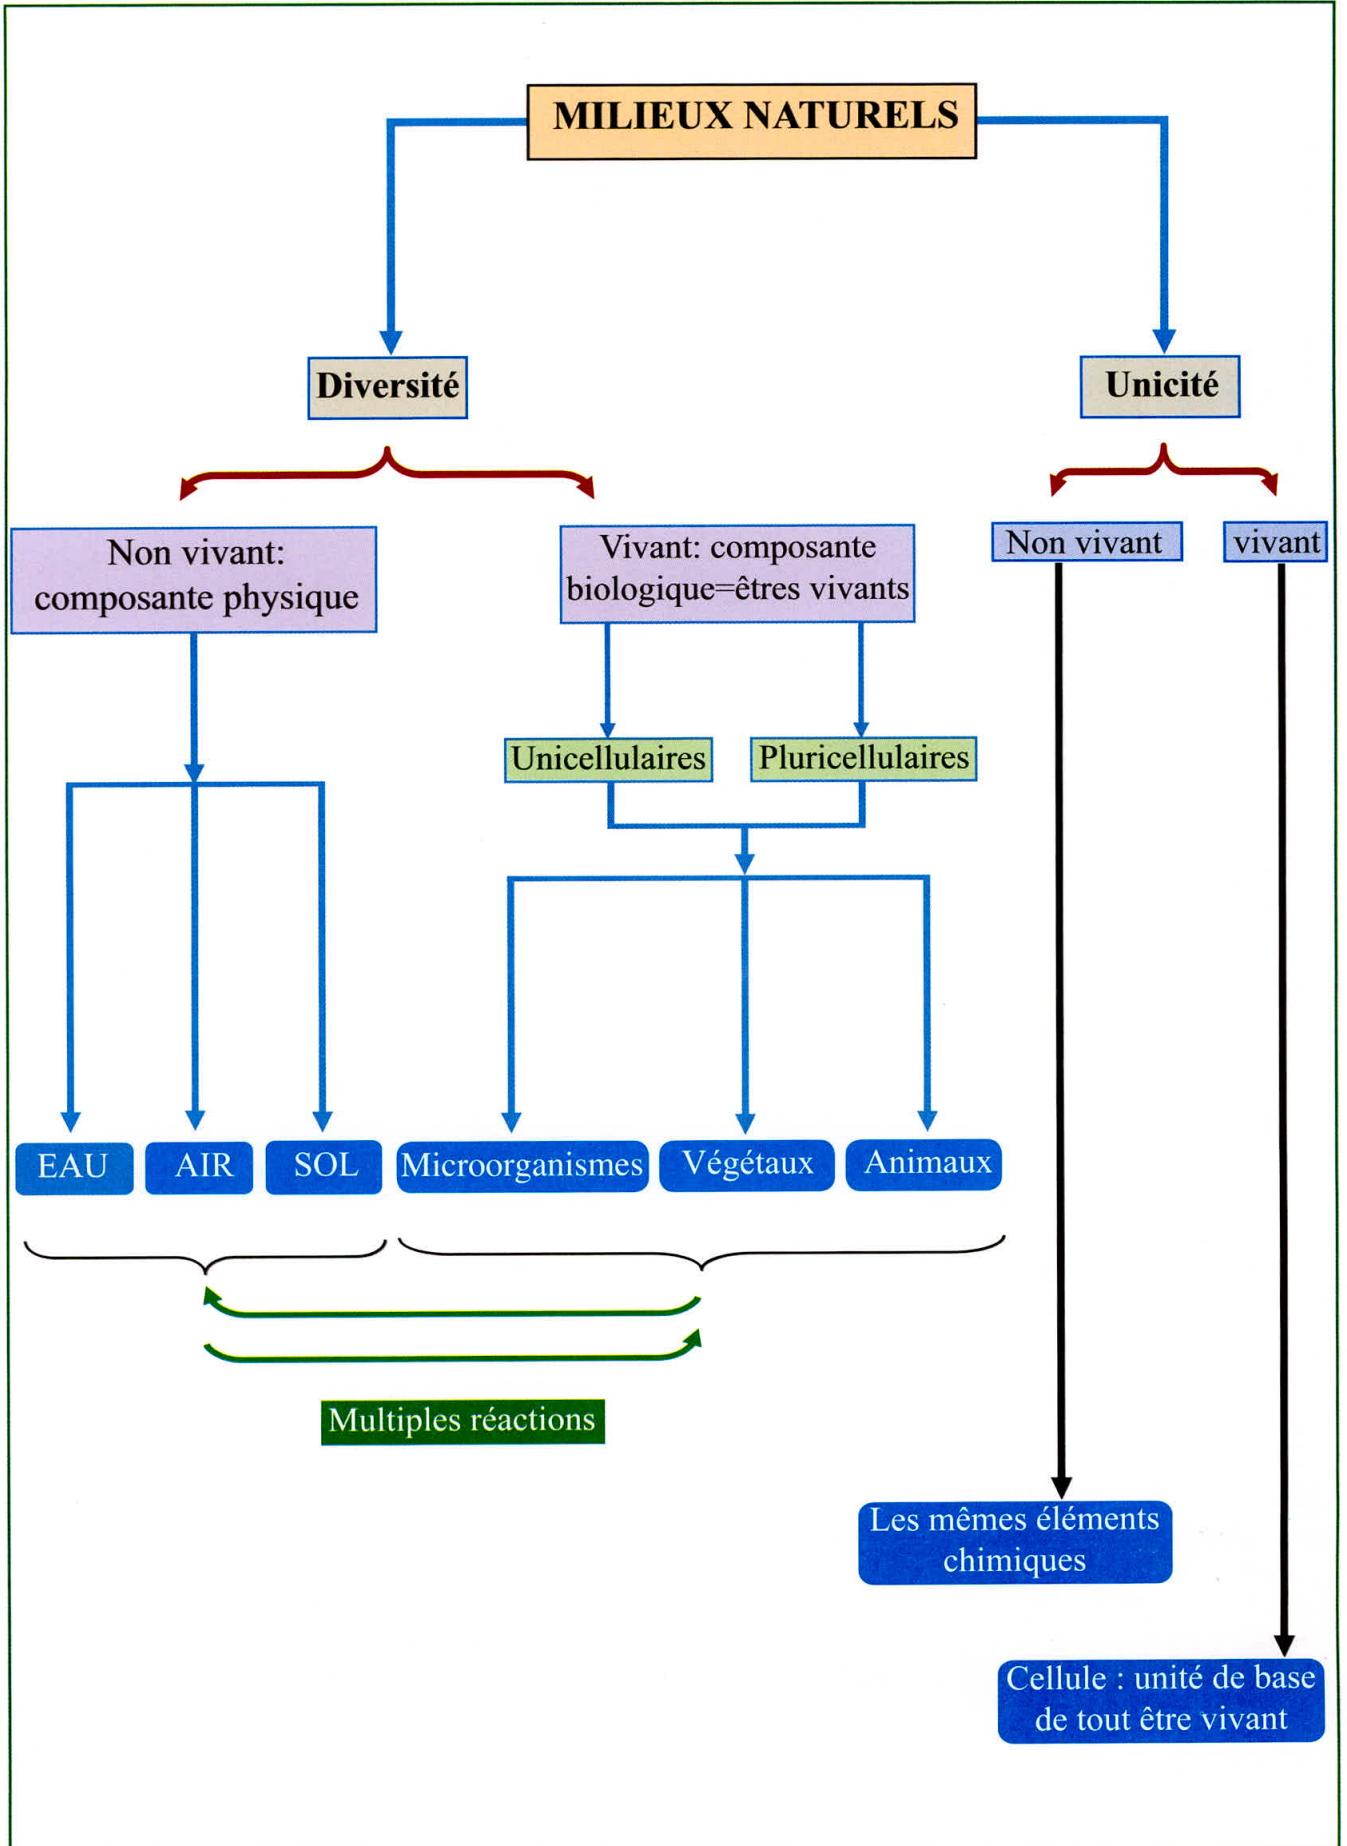 MILIEUX NATURELS
Diversité
Unicité
Non vivant:
composante physique
Vivant: composante
biologique=êtres vivants
Non vivant
vivant
Unicellulaires
Pluricellulaires
EAU
AIR
SOL
Microorganismes
Végétaux
Animaux
Multiples réactions
Les mêmes éléments
chimiques
Cellule : unité de base
de tout être vivant